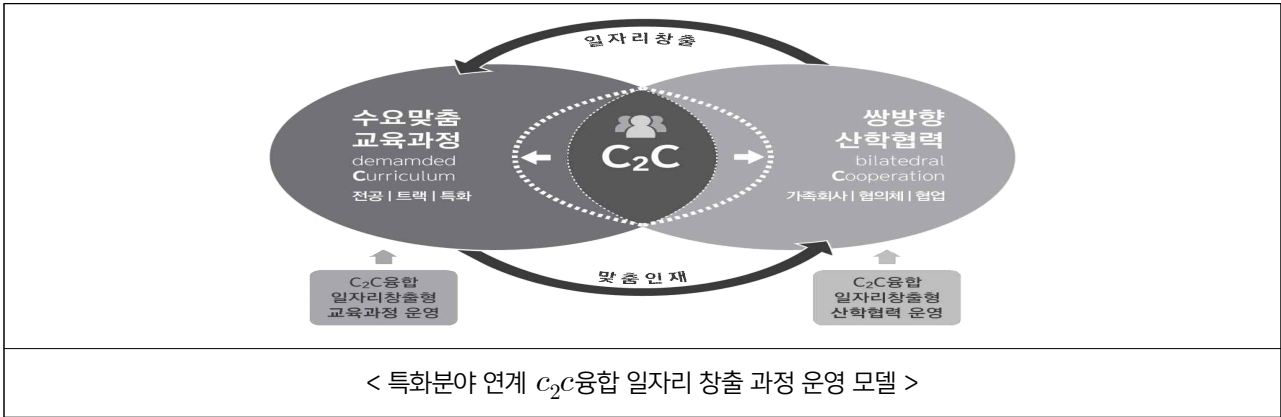 일자리창출
수요맞춤
교육과정
demamded
Curriculum
전공 | 트랙 | 특화
C₂C
쌍방향
산학협력
bilatedral
Cooperation
가족회사 | 협의체 | 협업
맞춤인재
C₂C융합
일자리창출형
교육과정 운영
C₂C융합
일자리창출형
산학협력 운영
< 특화분야 연계 c₂c융합 일자리 창출 과정 운영 모델 >